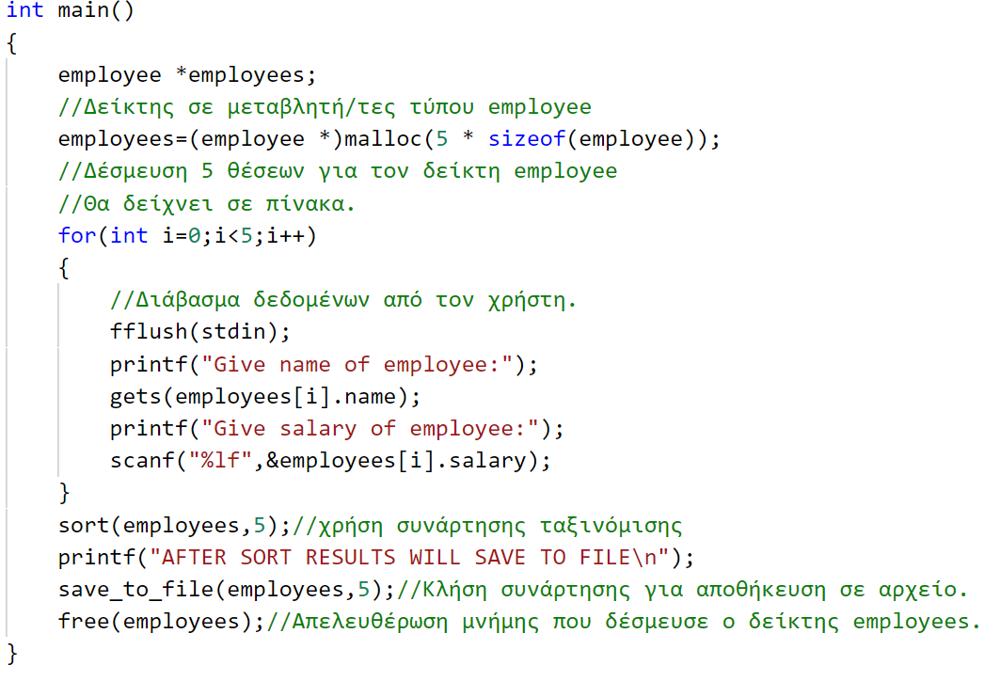 int main()
{
    employee *employees;
    //Δείκτης σε μεταβλητή/τες τύπου employee
    employees=(employee *)malloc(5 * sizeof(employee));
    //Δέσμευση 5 θέσεων για τον δείκτη employee
    //Θα δείχνει σε πίνακα.
    for(int i=0;i<5;i++)
    {
        //Διάβασμα δεδομένων από τον χρήστη.
        fflush(stdin);
        printf("Give name of employee:");
        gets(employees[i].name);
        printf("Give salary of employee:");
        scanf("%lf",&employees[i].salary);
    }
    sort(employees,5);//χρήση συνάρτησης ταξινόμισης
    printf("AFTER SORT RESULTS WILL SAVE TO FILE\n");
    save_to_file(employees,5);//Κλήση συνάρτησης για αποθήκευση σε αρχείο.
    free(employees);//Απελευθέρωση μνήμης που δέσμευσε ο δείκτης employees.
}